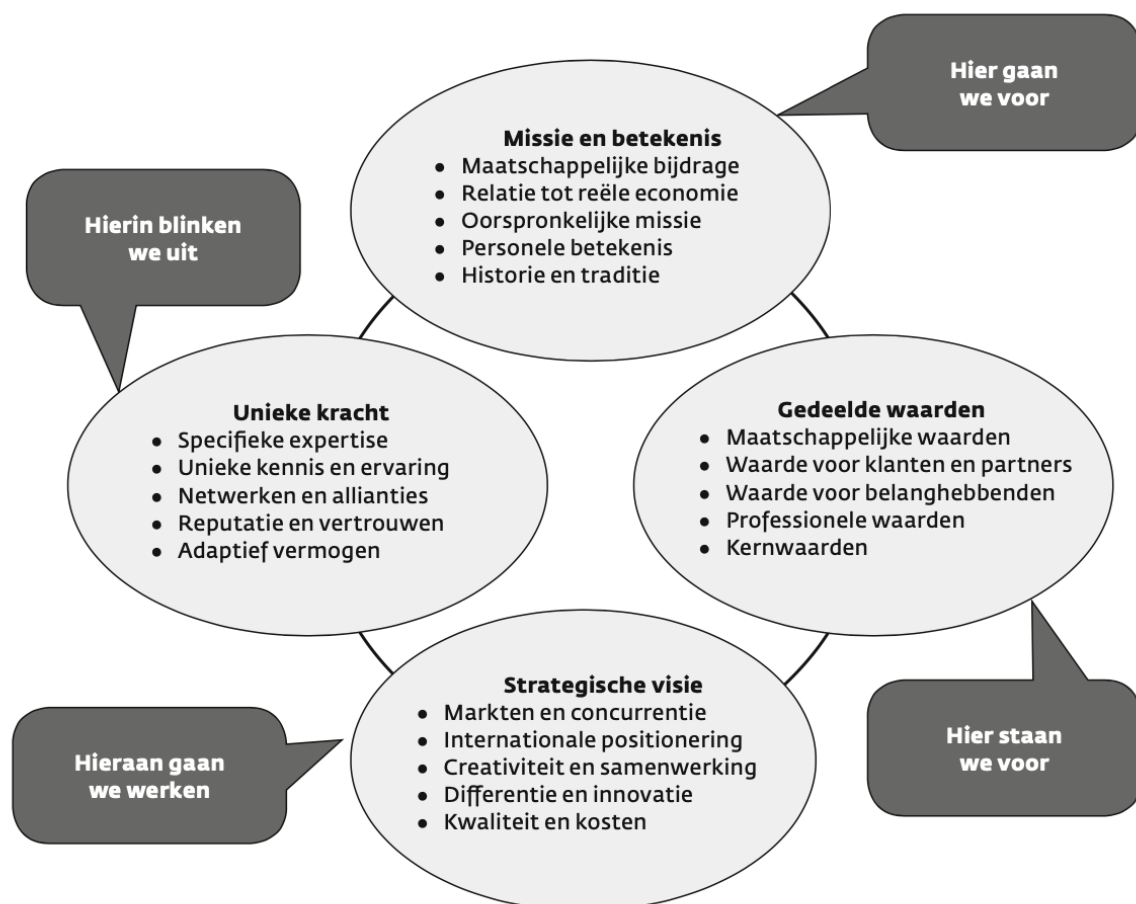 Hier gaan
we voor
Missie en betekenis
• Maatschappelijke bijdrage
• Relatie tot reële economie
• Oorspronkelijke missie
• Personele betekenis
• Historie en traditie
Hierin blinken
we uit
Unieke kracht
• Specifieke expertise
• Unieke kennis en ervaring
• Netwerken en allianties
• Reputatie en vertrouwen
• Adaptief vermogen
Gedeelde waarden
• Maatschappelijke waarden
• Waarde voor klanten en partners
• Waarde voor belanghebbenden
• Professionele waarden
• Kernwaarden
Strategische visie
• Markten en concurrentie
• Internationale positionering
• Creativiteit en samenwerking
• Differentie en innovatie
• Kwaliteit en kosten
Hieraan gaan
we werken
Hier staan
we voor